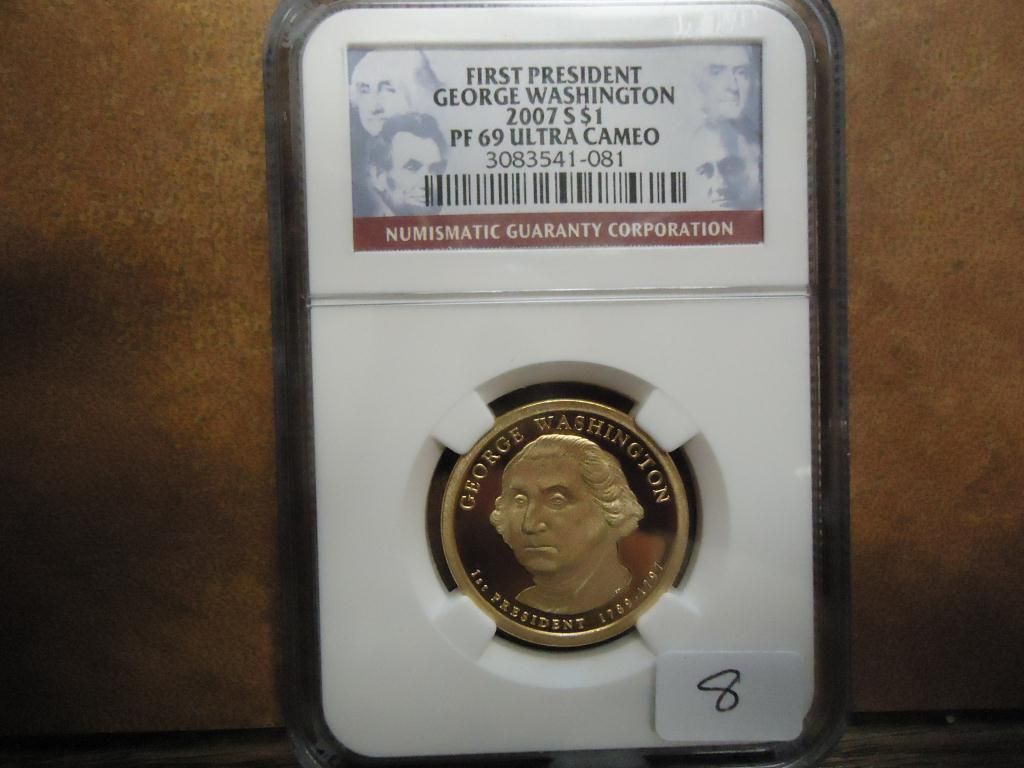 FIRST PRESIDENT
GEORGE WASHINGTON
2007 S $1
PF 69 ULTRA CAMEO
3083541-081
NUMISMATIC GUARANTY CORPORATION
GEORGE WASHINGTON
1st PRESIDENT 1789-1797
8